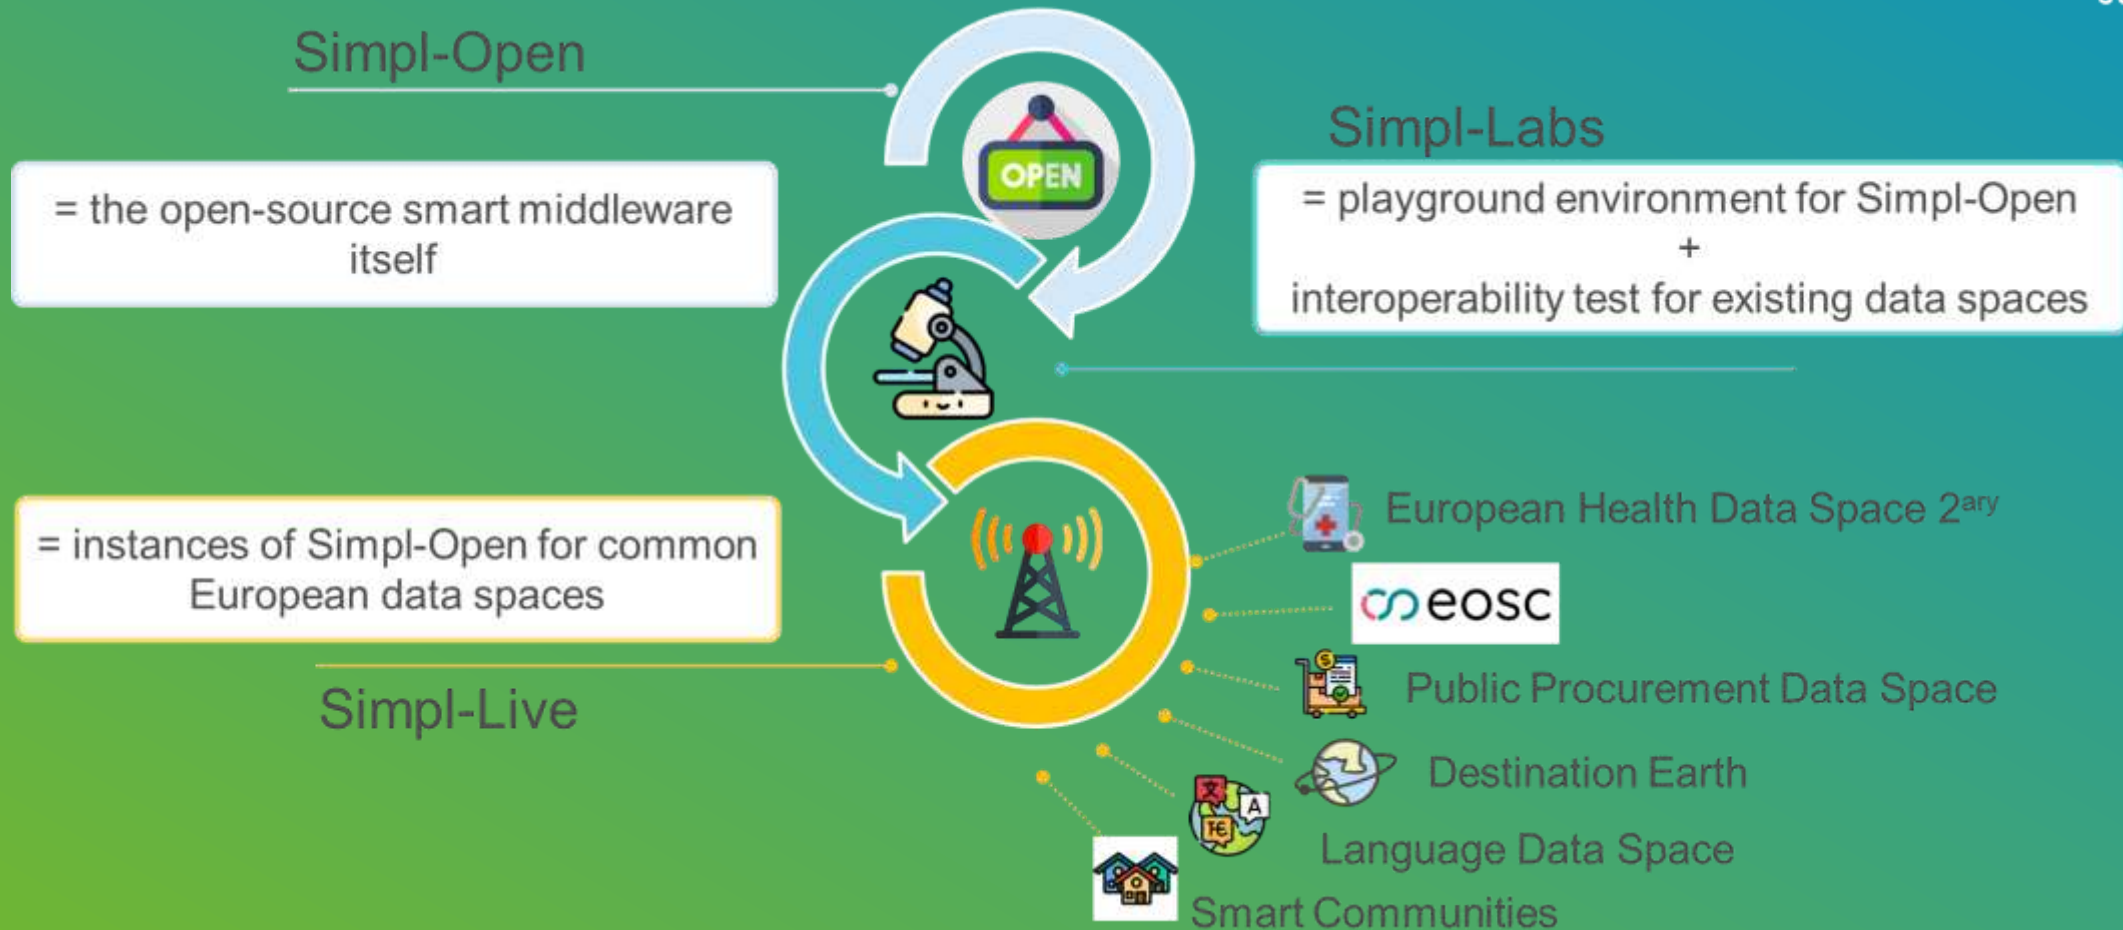 Simpl-Open
OPEN
Simpl-Labs
= the open-source smart middleware
itself
= playground environment for Simpl-Open
+
interoperability test for existing data spaces
= instances of Simpl-Open for common
European data spaces
Simpl-Live
European Health Data Space 2ary
eosc
Public Procurement Data Space
Destination Earth
文
A
Language Data Space
Smart Communities